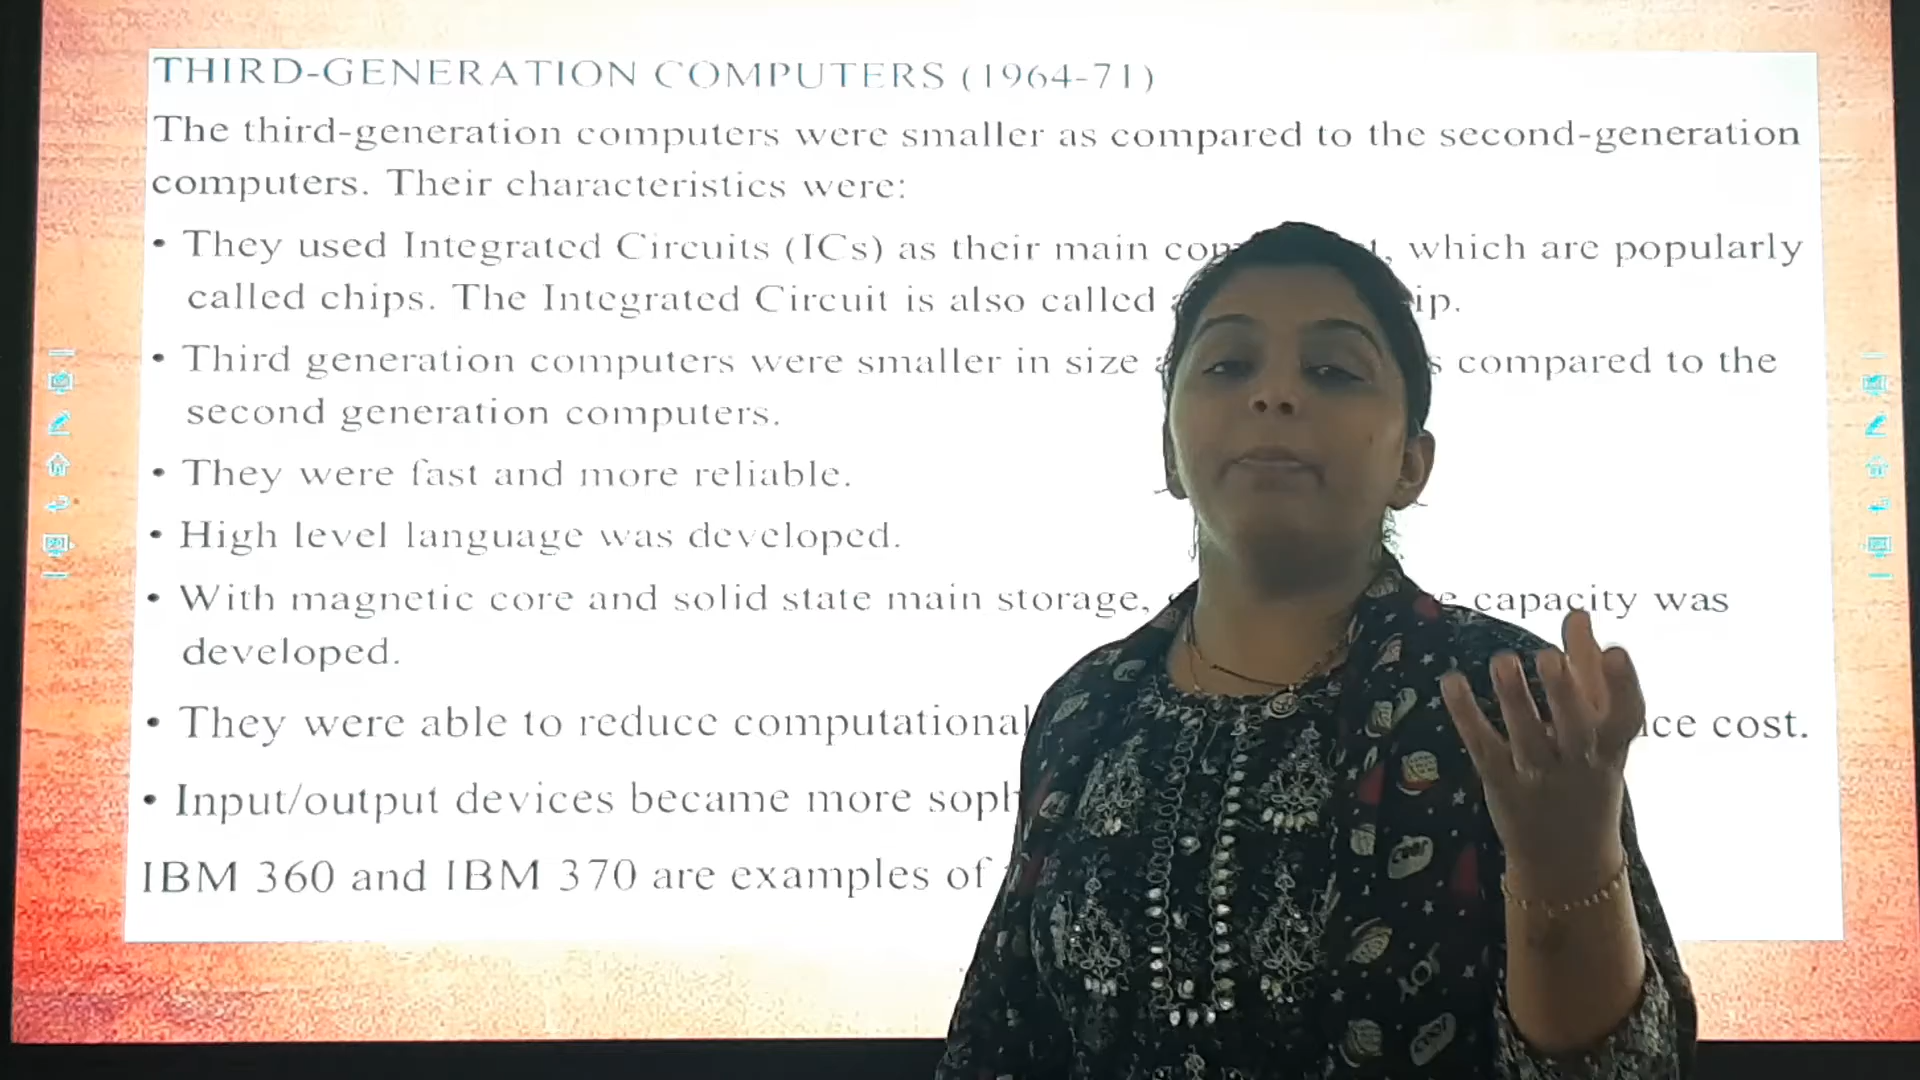 THIRD-GENERATION COMPUTERS (1964-71)
The third-generation computers were smaller as compared to the second-generation
computers. Their characteristics were:
• They used Integrated Circuits (ICs) as their main , which are popularly
called chips. The Integrated Circuit is also called
• Third generation computers were smaller in size compared to the
second generation computers.
• They were fast and more reliable.
• High level language was developed.
• With magnetic core and solid state main storage, capacity was
developed.
• They were able to reduce computational cost.
• Input/output devices became more
IBM 360 and IBM 370 are examples of